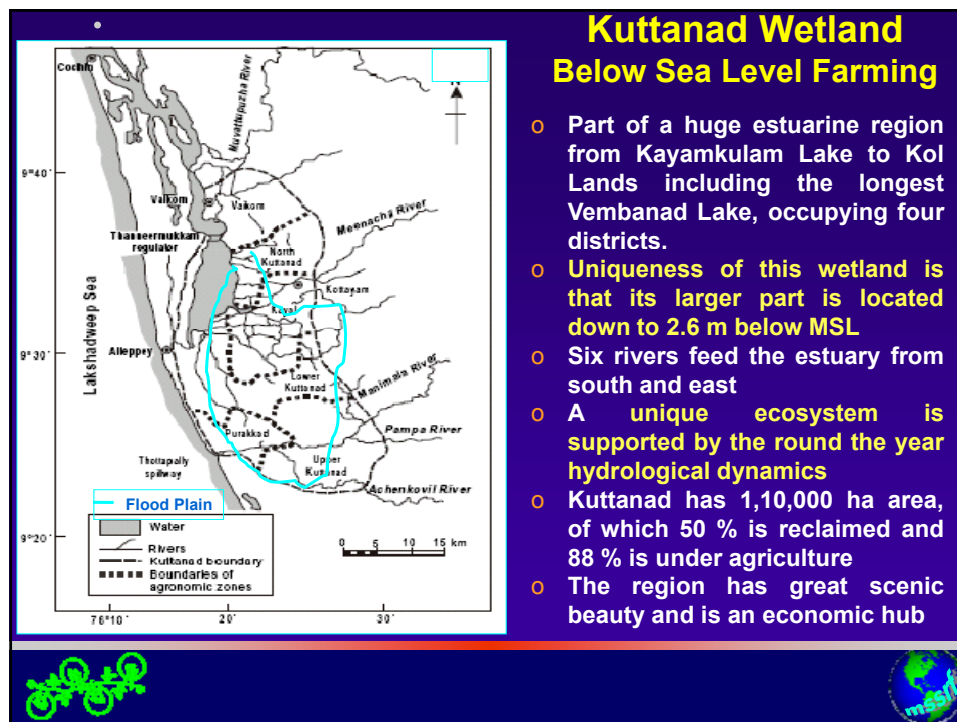 Kuttanad Wetland
Below Sea Level Farming
o Part of a huge estuarine region
from Kayamkulam Lake to Kol
Lands including the longest
Vembanad Lake, occupying four
districts.
o Uniqueness of this wetland is
that its larger part is located
down to 2.6 m below MSL
o Six rivers feed the estuary from
south and east
o A unique ecosystem is
supported by the round the year
hydrological dynamics
o Kuttanad has 1,10,000 ha area,
of which 50 % is reclaimed and
88 % is under agriculture
o The region has great scenic
beauty and is an economic hub
Cochin
N
Muvattupuzha River
9°40'
Vaikom
Vaikom
Thanneermukkam
regulator
Meenacha River
North
Kuttanad
Kottayam
Kayal
Lakshadweep Sea
9°30'
Alleppey
Lower
Kuttanad
Manimala River
Purakkad
Pampa River
Thottapally
spillway
Upper
Kuttanad
Achenkovil River
Flood Plain
Water
Rivers
Kuttanad boundary
Boundaries of
agronomic zones
9°20'
0 5 10 15 km
76°10' 20' 30'
mssrf